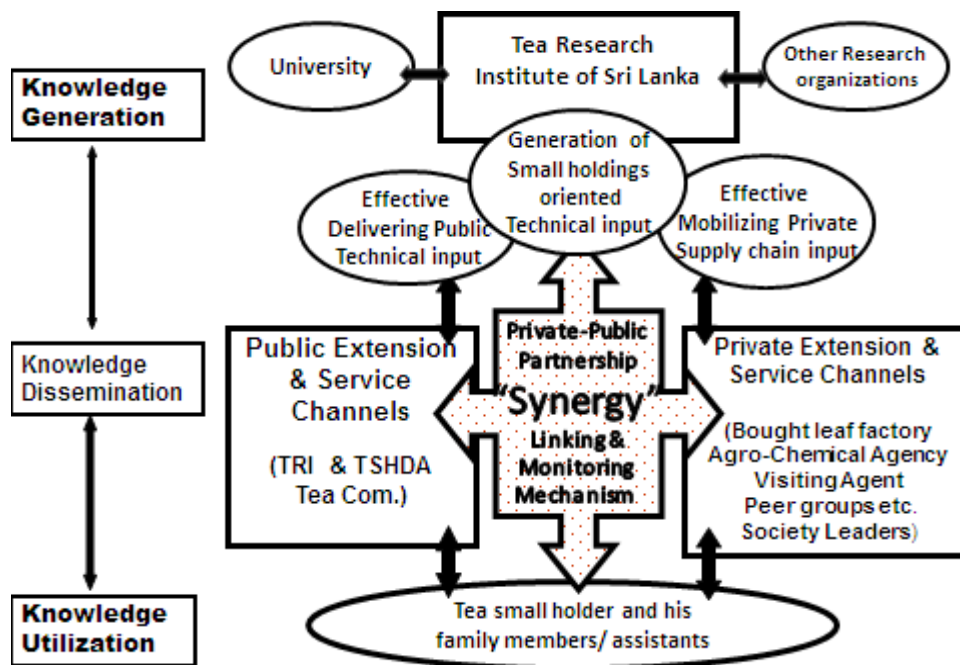 University
Tea Research
Institute of Sri Lanka
Other Research
organizations
Knowledge
Generation
Generation of
Small holdings
oriented
Technical input
Effective
Delivering Public
Technical input
Effective
Mobilizing Private
Supply chain input
Knowledge
Dissemination
Public Extension
& Service
Channels
(TRI & TSHDA
Tea Com.)
Private-Public
Partnership
"Synergy"
Linking &
Monitoring
Mechanism
Private Extension &
Service Channels
(Bought leaf factory
Agro-Chemical Agency
Visiting Agent
Peer groups etc.
Society Leaders)
Knowledge
Utilization
Tea small holder and his
family members/ assistants